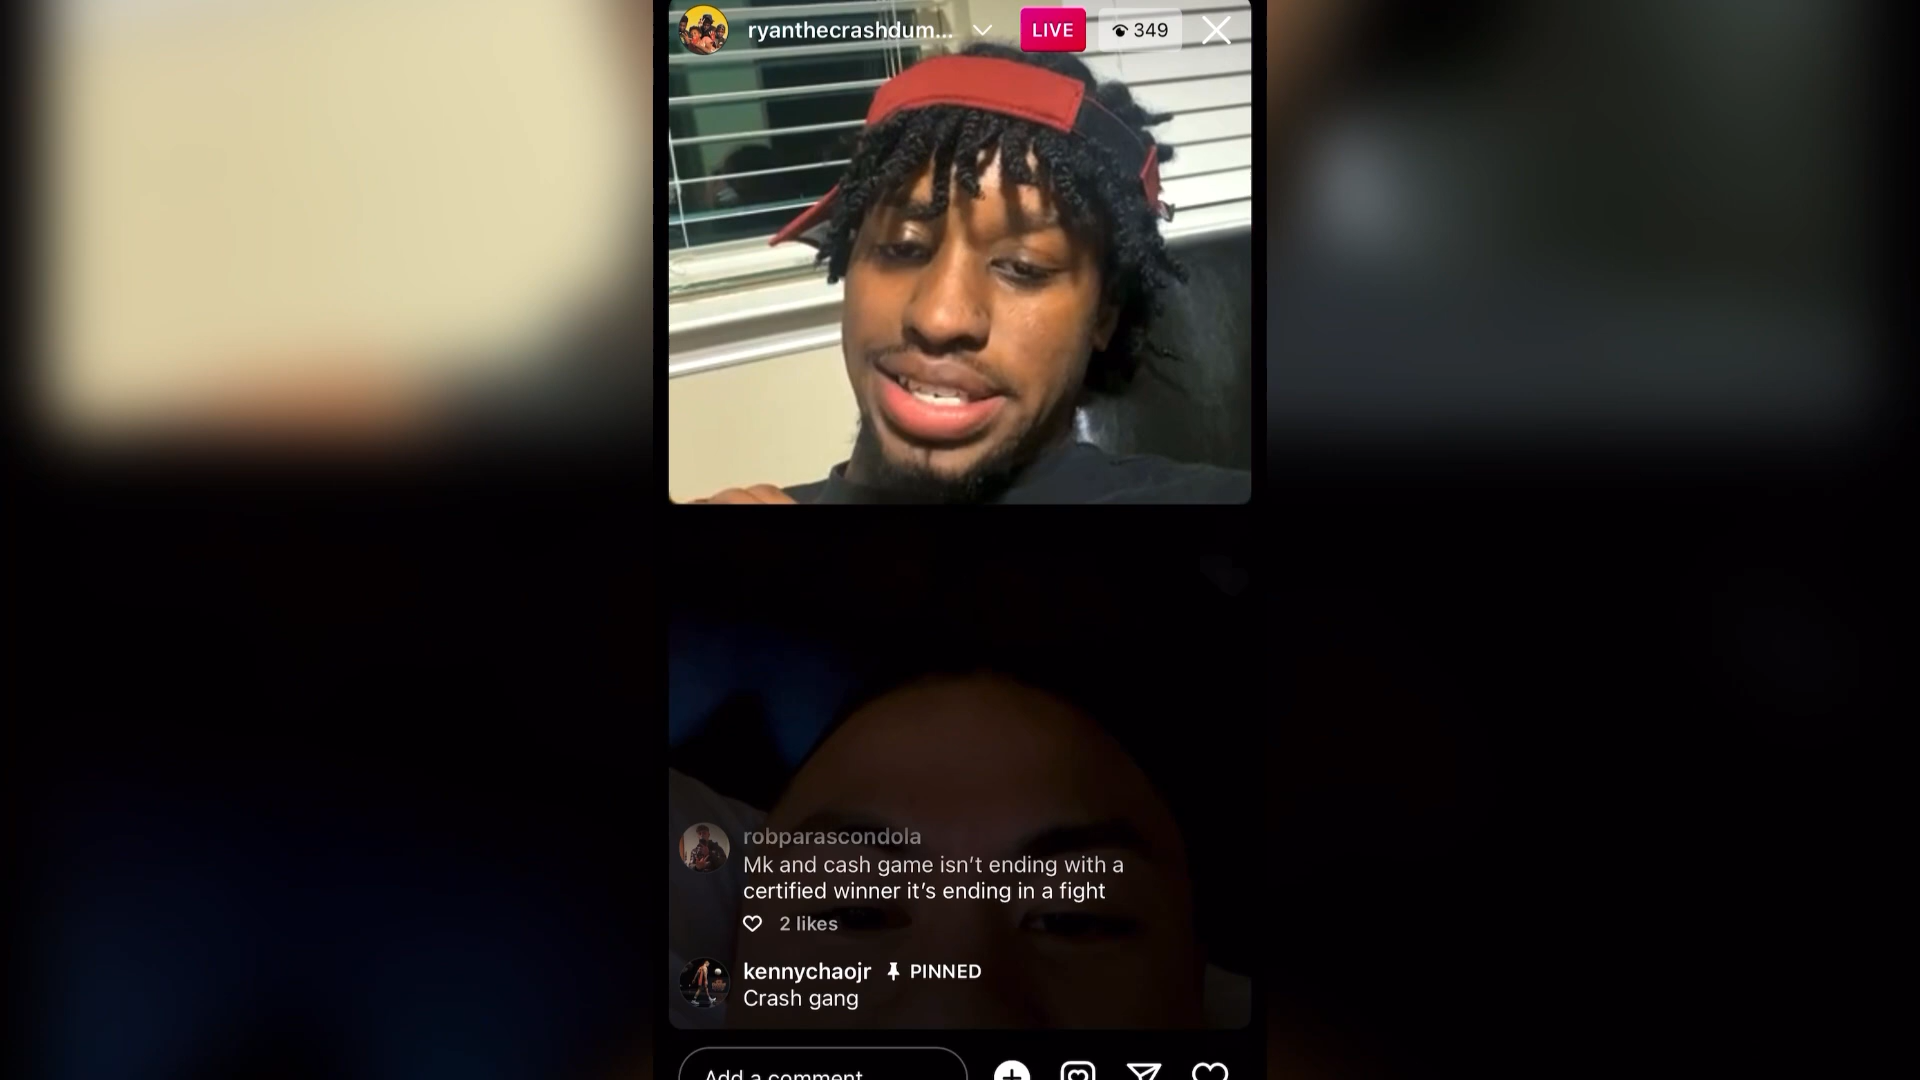 ryanthecrashdum...
LIVE
349
robparascondola
Mk and cash game isn’t ending with a
certified winner it’s ending in a fight
2 likes
kennychaojr PINNED
Crash gang
Add a comment